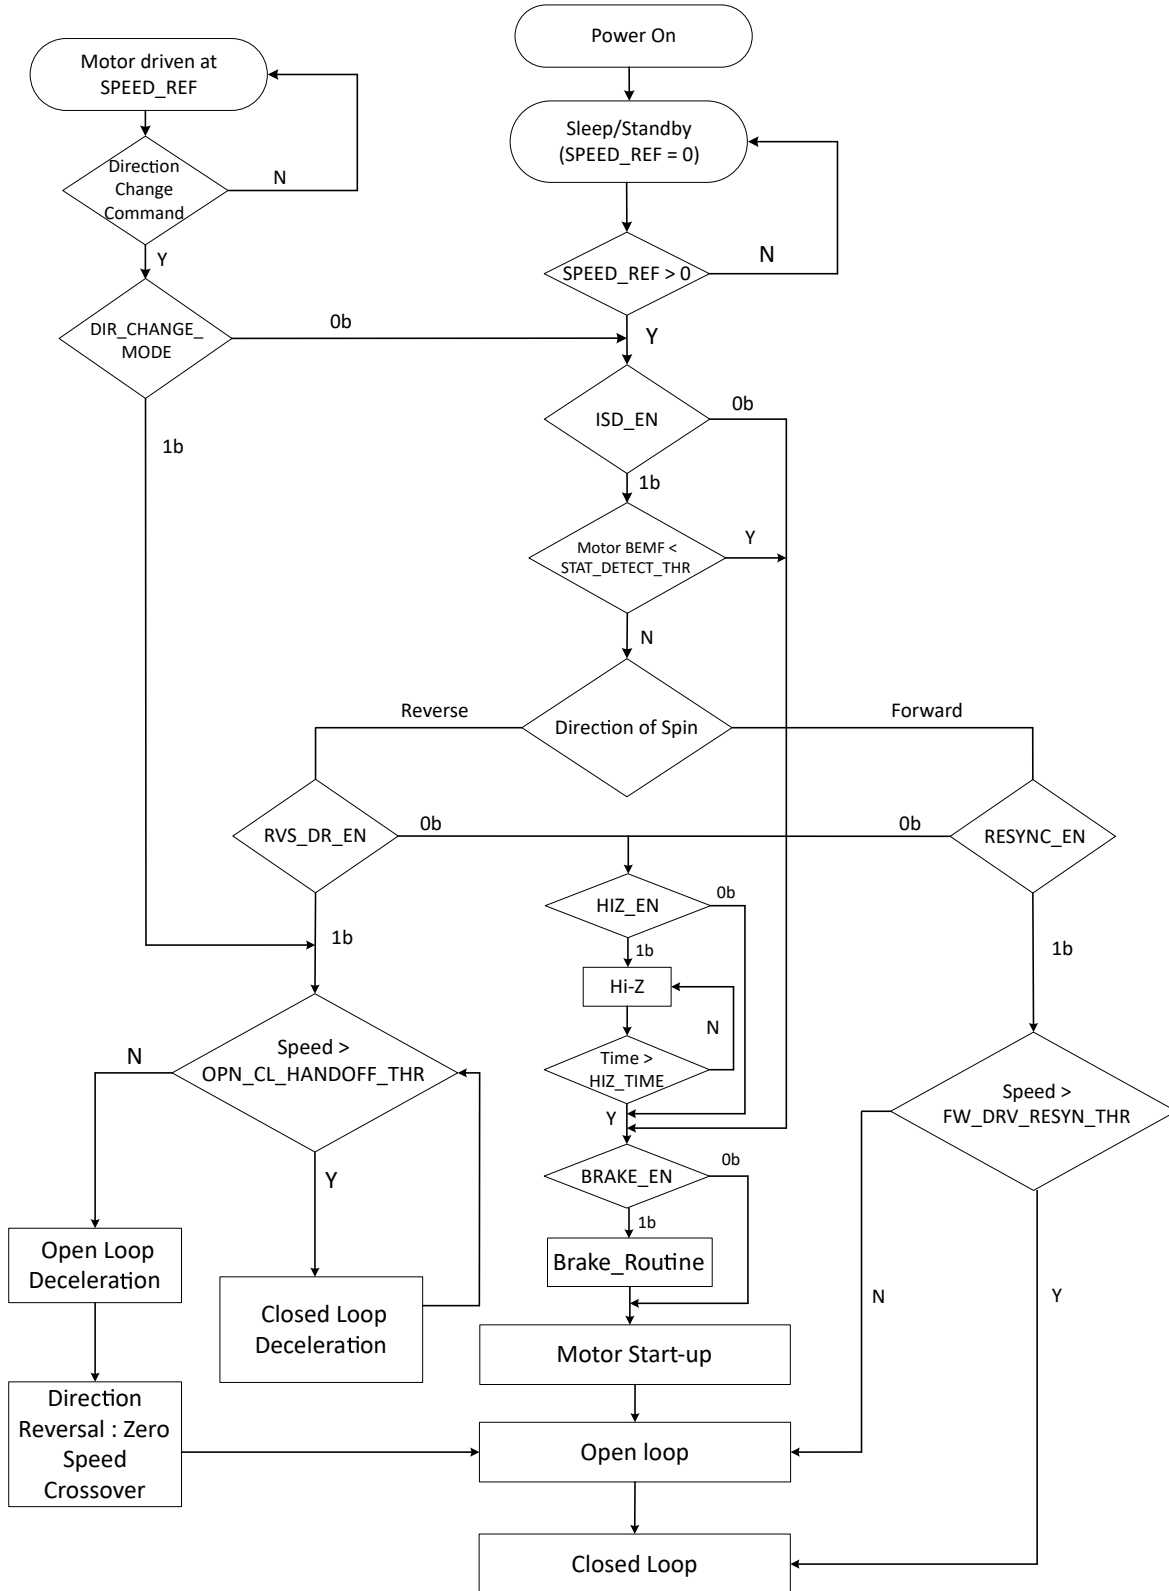 Power On
Motor driven at
SPEED_REF
Sleep/Standby
(SPEED_REF = 0)
Direction
Change
Command
N
Y
SPEED_REF > 0
N
Y
DIR_CHANGE_
MODE
0b
1b
ISD_EN
0b
1b
Motor BEMF <
STAT_DETECT_THR
Y
N
Direction of Spin
Reverse
Forward
RVS_DR_EN
0b
1b
RESYNC_EN
0b
1b
HIZ_EN
0b
1b
Hi-Z
Time >
HIZ_TIME
N
Y
Speed >
OPN_CL_HANDOFF_THR
N
Y
Speed >
FW_DRV_RESYN_THR
N
Y
BRAKE_EN
0b
1b
Brake_Routine
Open Loop
Deceleration
Closed Loop
Deceleration
Motor Start-up
Direction
Reversal : Zero
Speed
Crossover
Open loop
Closed Loop